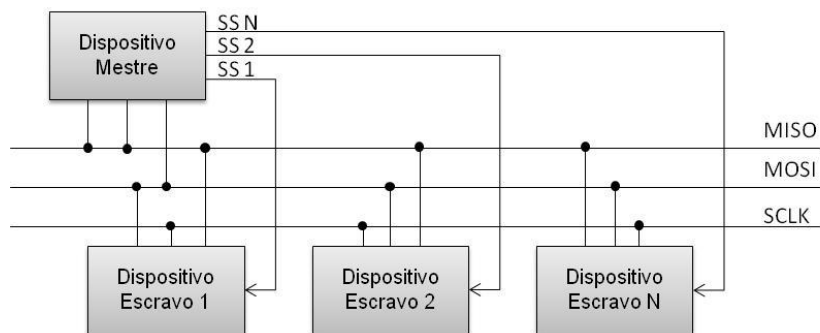 Dispositivo
Mestre
SS N
SS 2
SS 1
MISO
MOSI
SCLK
Dispositivo
Escravo 1
Dispositivo
Escravo 2
Dispositivo
Escravo N